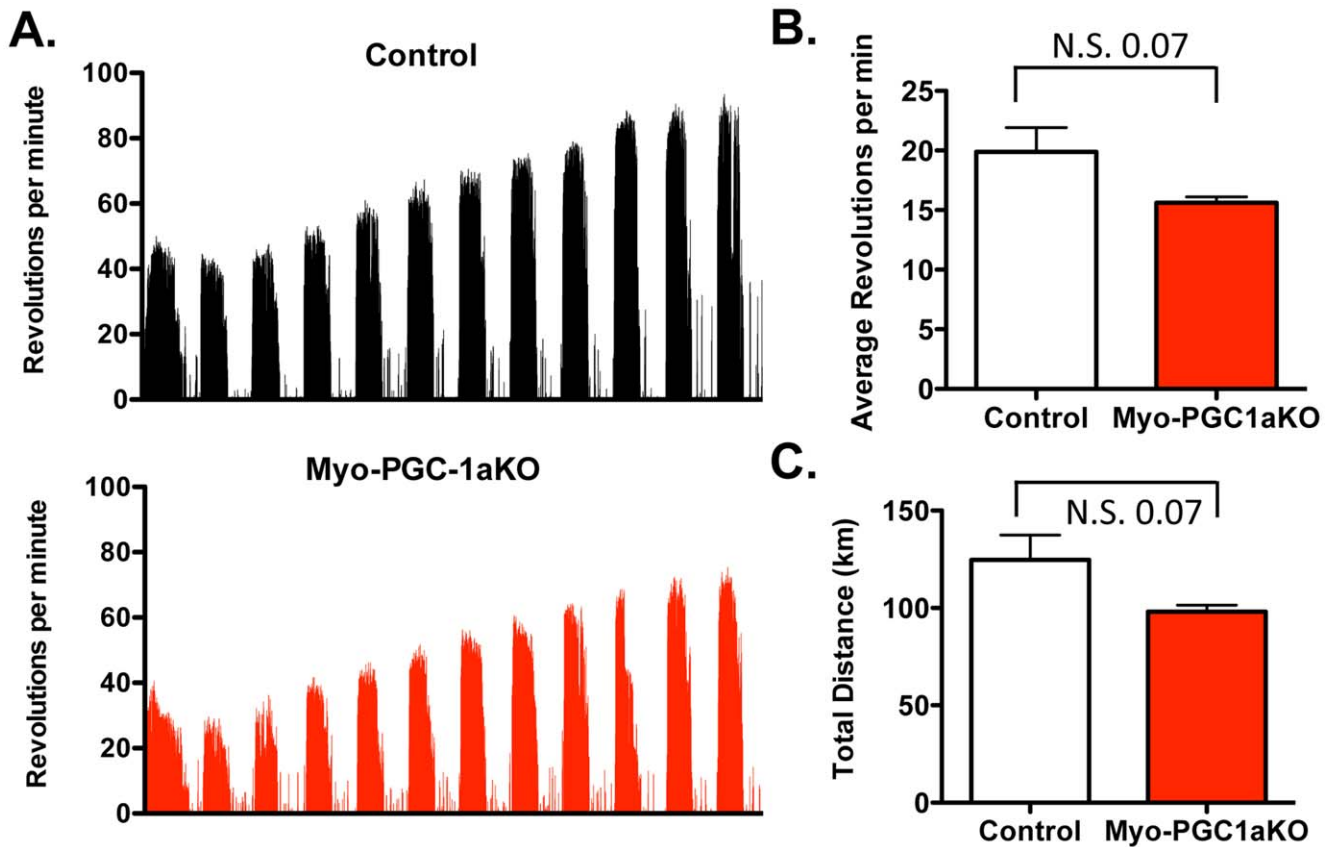 A.
Control
Revolutions per minute
100
80
60
40
20
0
Myo-PGC-1aKO
Revolutions per minute
100
80
60
40
20
0
B.
N.S. 0.07
Average Revolutions per min
25
20
15
10
5
0
Control Myo-PGC1aKO
C.
N.S. 0.07
Total Distance (km)
150
100
50
0
Control Myo-PGC1aKO